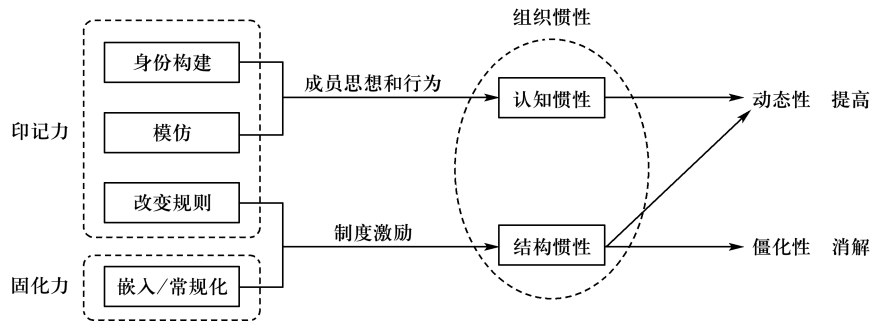 组织惯性
身份构建
成员思想和行为
认知惯性
动态性 提高
印记力
模仿
改变规则
制度激励
结构惯性
僵化性 消解
固化力
嵌入/常规化